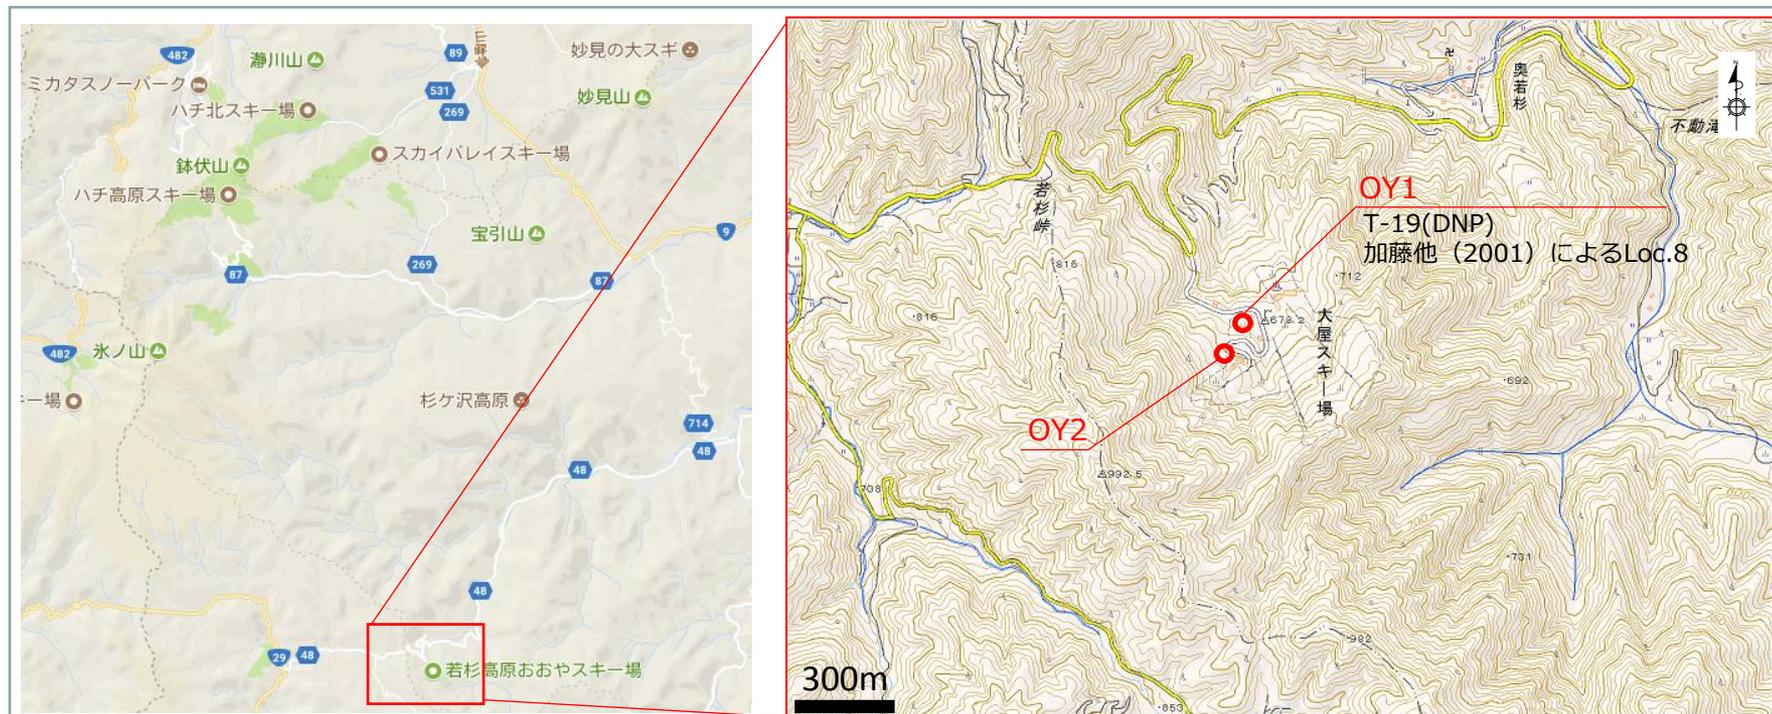 482
瀞川山
89
妙見の大スギ
ミカタスノーパーク
531
ハチ北スキー場
269
妙見山
スカイバレイスキー場
鉢伏山
ハチ高原スキー場
宝引山
9
269
87
87
482
氷ノ山
ー場
杉ケ沢高原
714
48
48
48
29
48
若杉高原おおやスキー場
奥若杉
不動滝
若杉峠
OY1
T-19(DNP)
加藤他（2001）によるLoc.8
816
712
816
679.2
大屋スキー場
692
OY2
992.5
708
731
982
300m
853